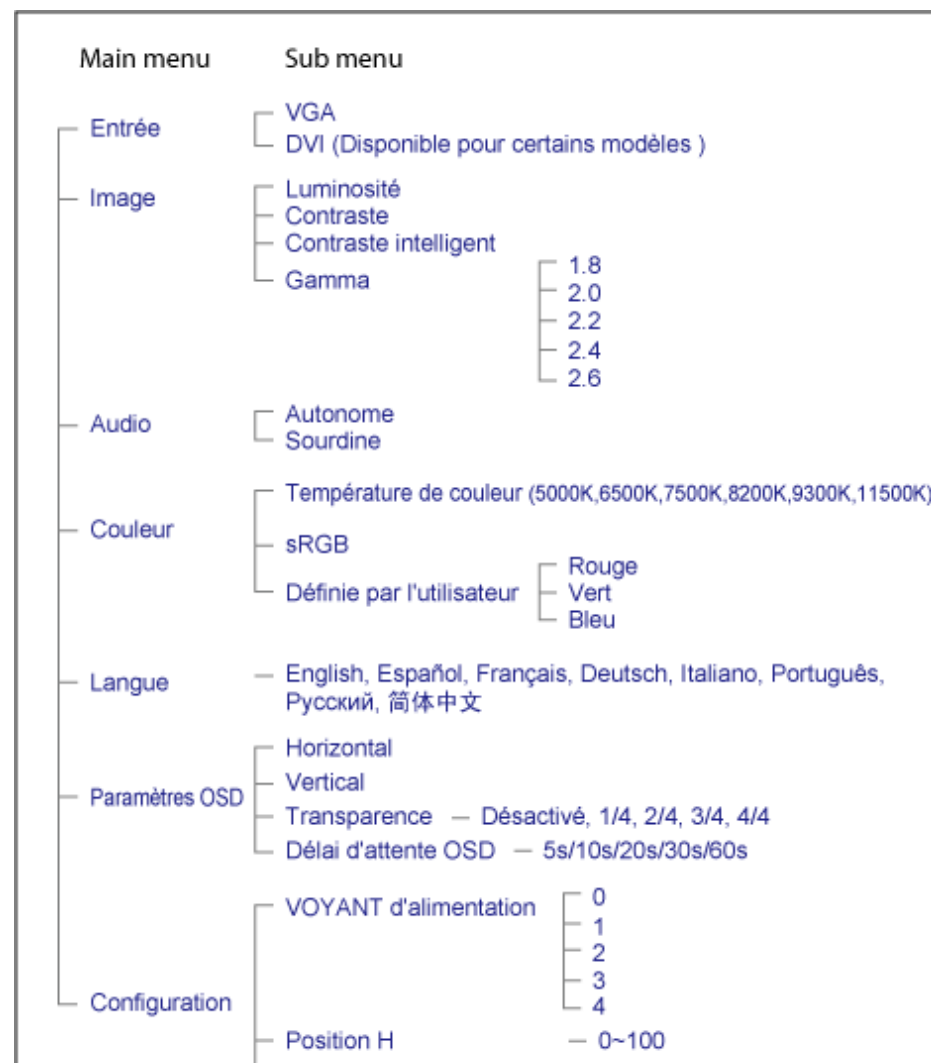 Main menu Sub menu
Entrée
VGA
DVI (Disponible pour certains modèles )
Image
Luminosité
Contraste
Contraste intelligent
Gamma
1.8
2.0
2.2
2.4
2.6
Audio
Autonome
Sourdine
Couleur
Température de couleur (5000K,6500K,7500K,8200K,9300K,11500K)
sRGB
Définie par l'utilisateur
Rouge
Vert
Bleu
Langue
English, Español, Français, Deutsch, Italiano, Português,
Русский, 简体中文
Paramètres OSD
Horizontal
Vertical
Transparence — Désactivé, 1/4, 2/4, 3/4, 4/4
Délai d'attente OSD — 5s/10s/20s/30s/60s
Configuration
VOYANT d'alimentation
0
1
2
3
4
Position H — 0~100